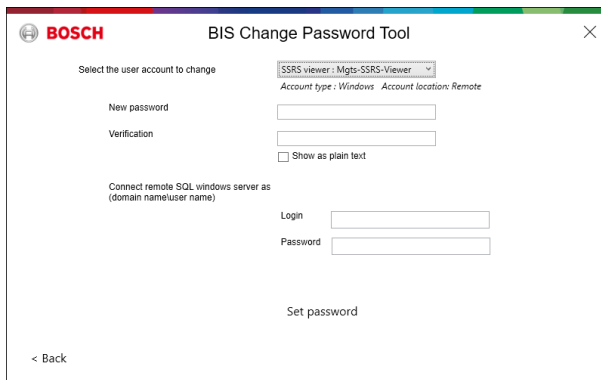 BOSCH
BIS Change Password Tool
Select the user account to change
SSRS viewer : Mgts-SSRS-Viewer
Account type : Windows Account location: Remote
New password
Verification
Show as plain text
Connect remote SQL windows server as
(domain name\user name)
Login
Password
Set password
< Back